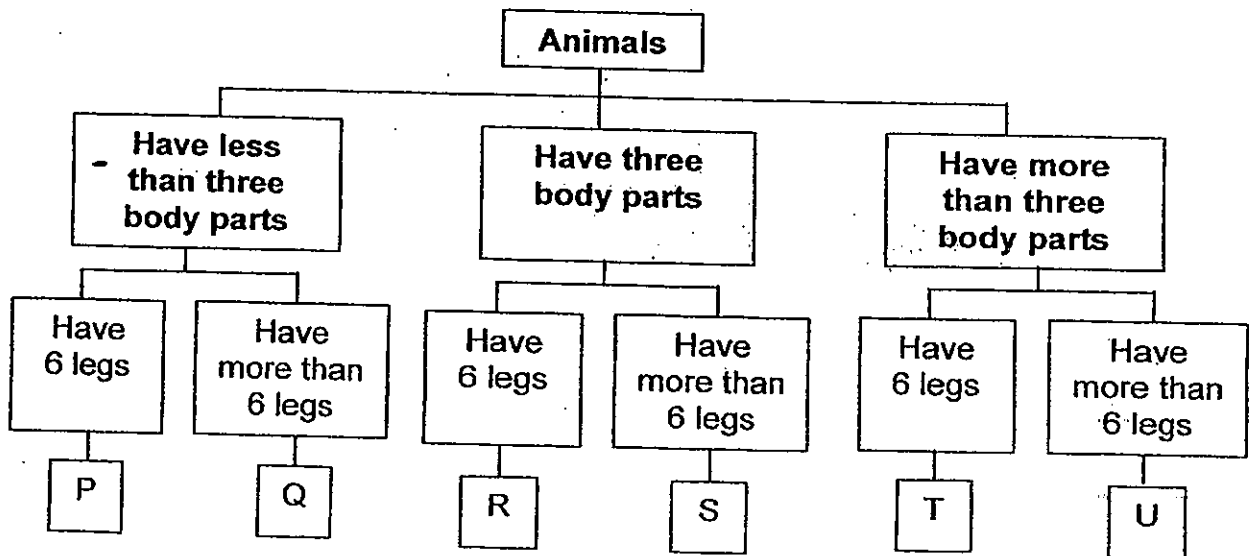 Animals
Have less
than three
body parts
Have three
body parts
Have more
than three
body parts
Have
6 legs
Have
more than
6 legs
Have
6 legs
Have
more than
6 legs
Have
6 legs
Have
more than
6 legs
P
Q
R
S
T
U